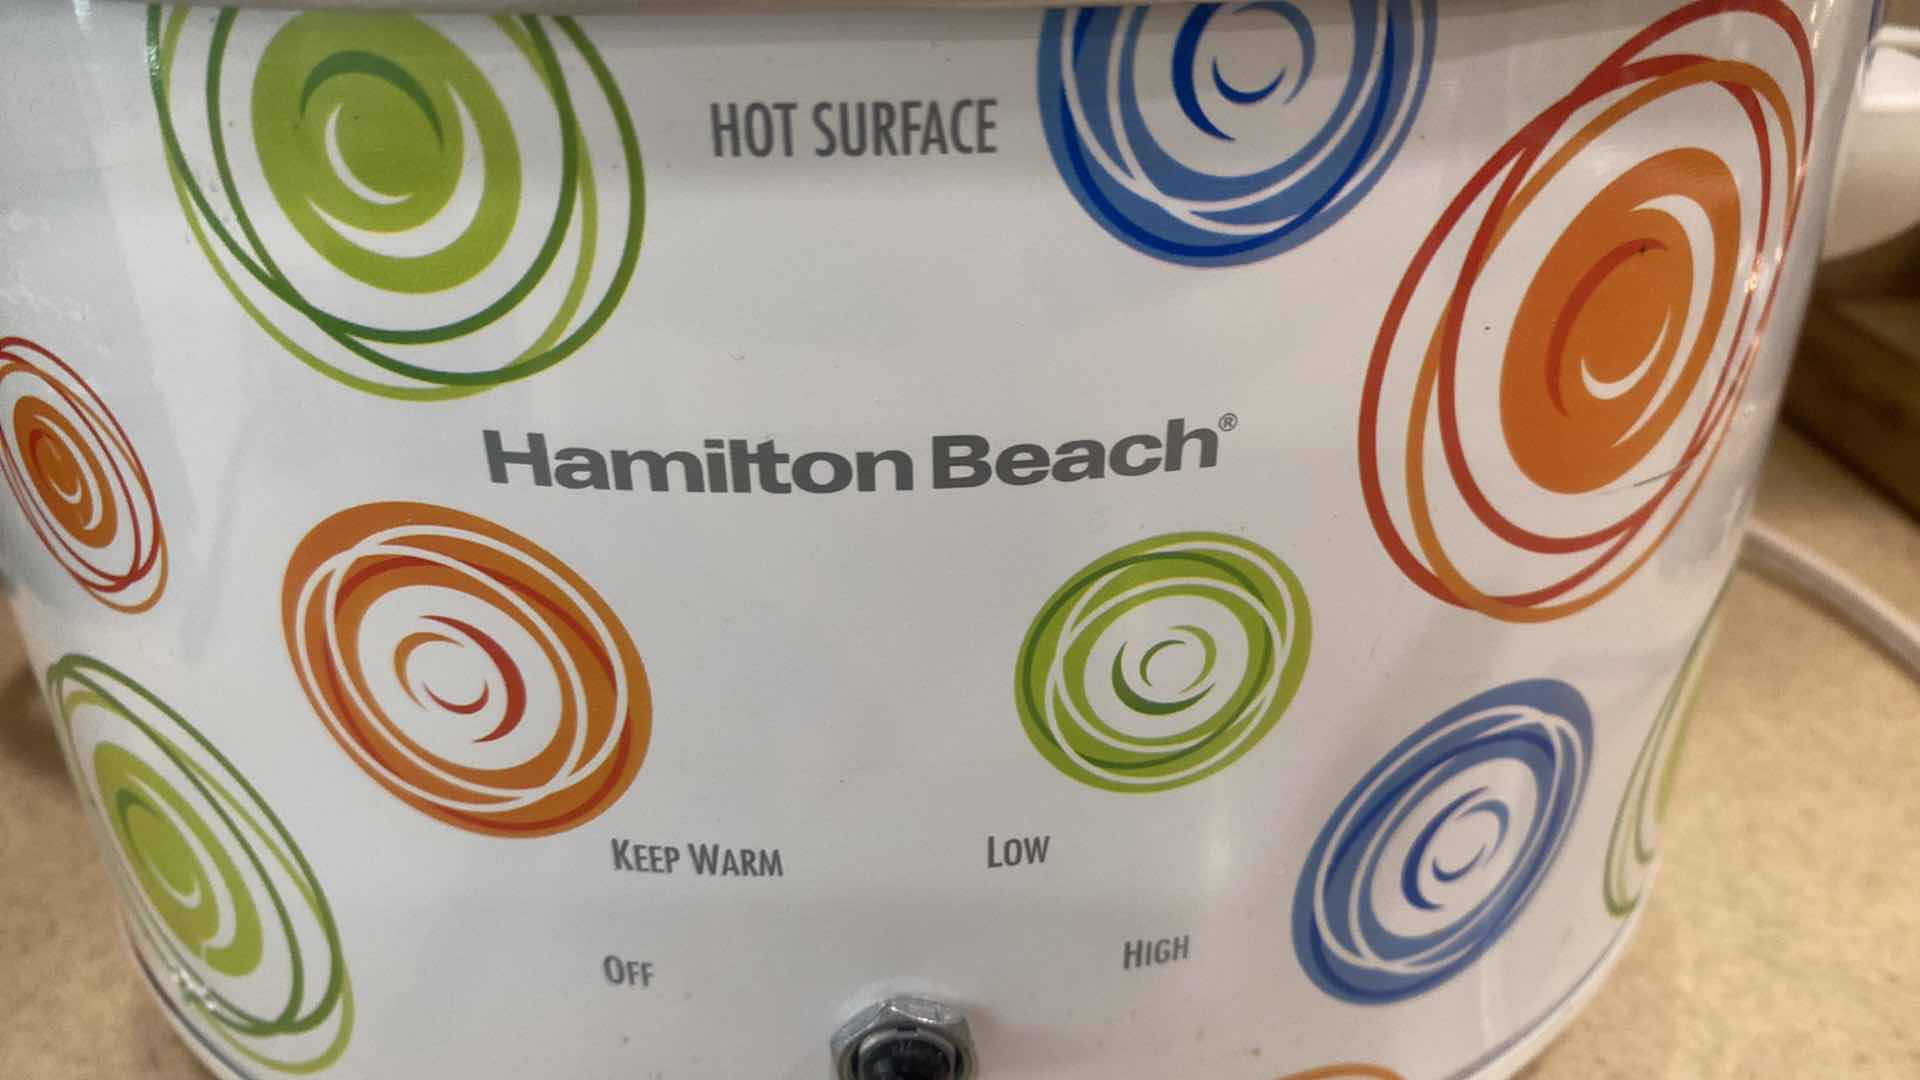 HOT SURFACE
Hamilton Beach®
KEEP WARM
LOW
OFF
HIGH